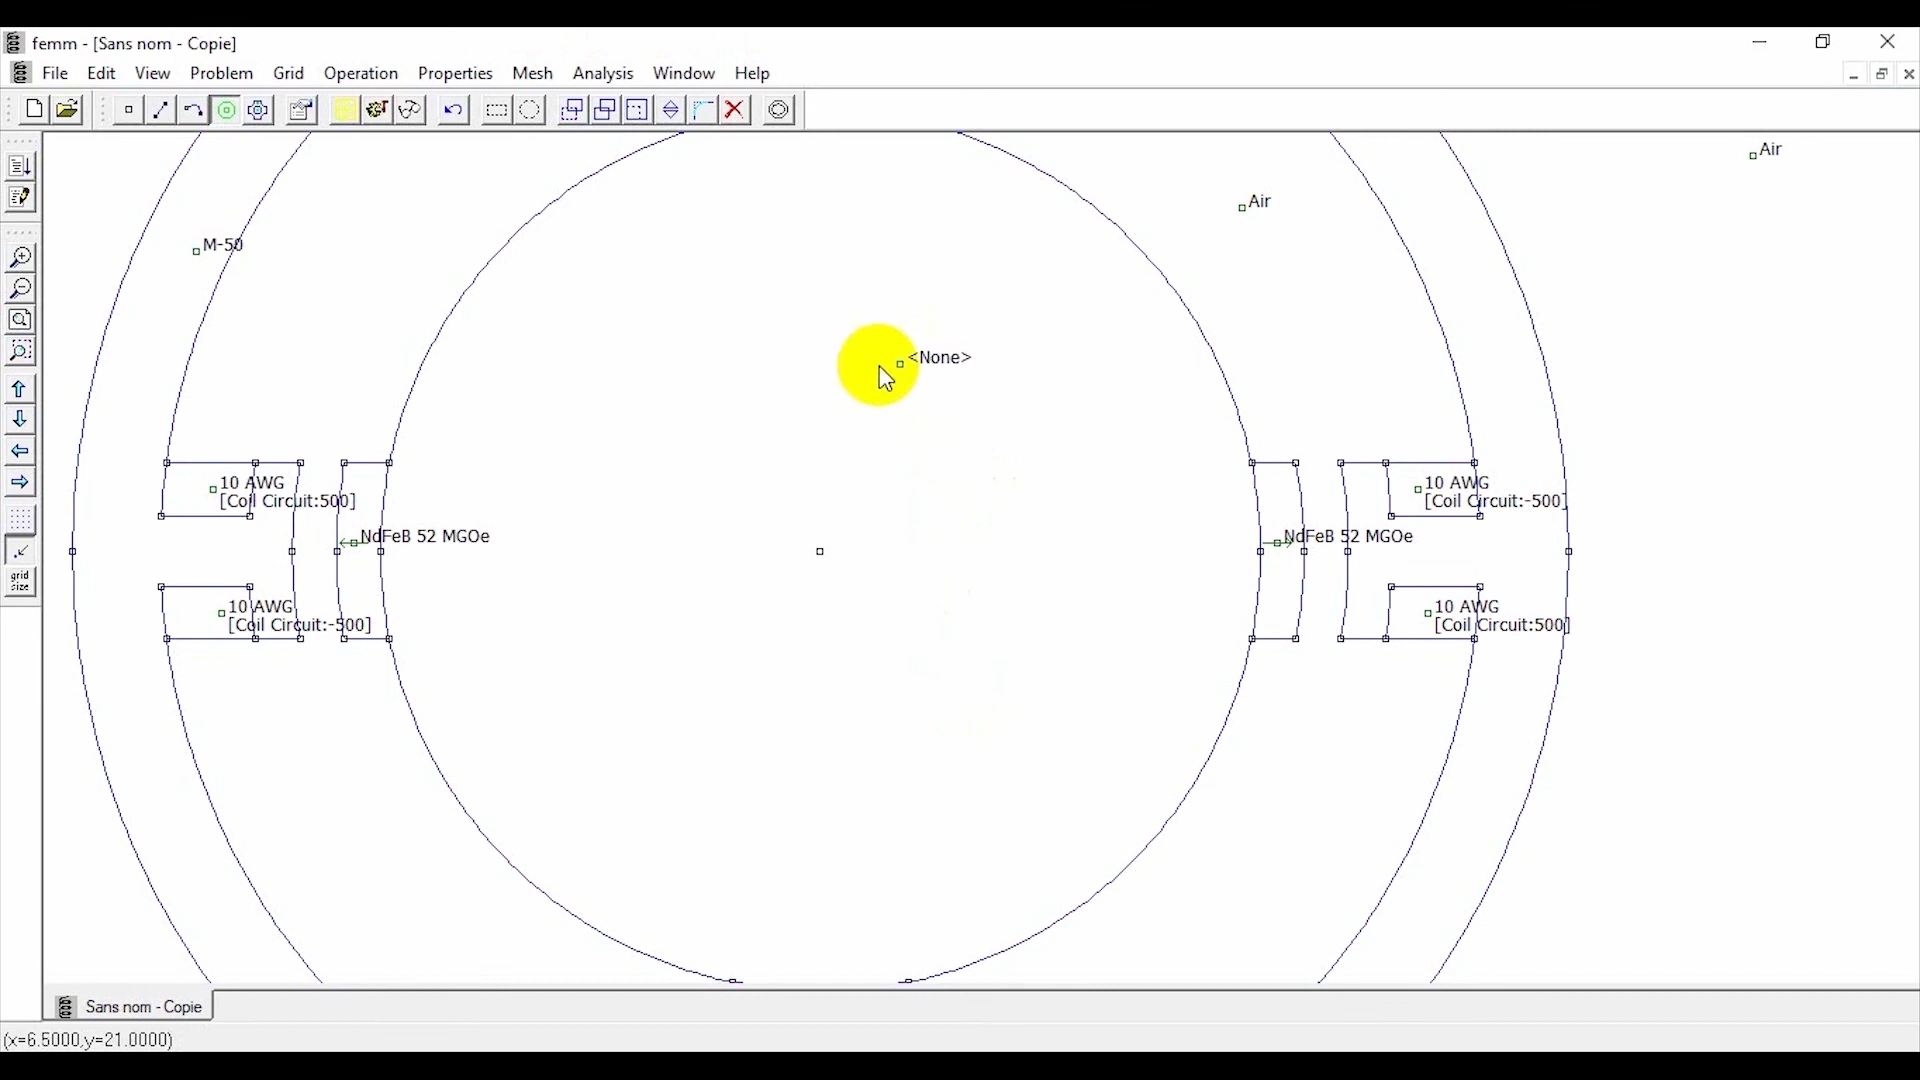 femm - [Sans nom - Copie]
File Edit View Problem Grid Operation Properties Mesh Analysis Window Help
Air
Air
M-50
<None>
10 AWG
[Coil Circuit:500]
10 AWG
[Coil Circuit:-500]
NdFeB 52 MGOe
NdFeB 52 MGOe
grid
size
10 AWG
[Coil Circuit:-500]
10 AWG
[Coil Circuit:500]
Sans nom - Copie
(x=6.5000,y=21.0000)